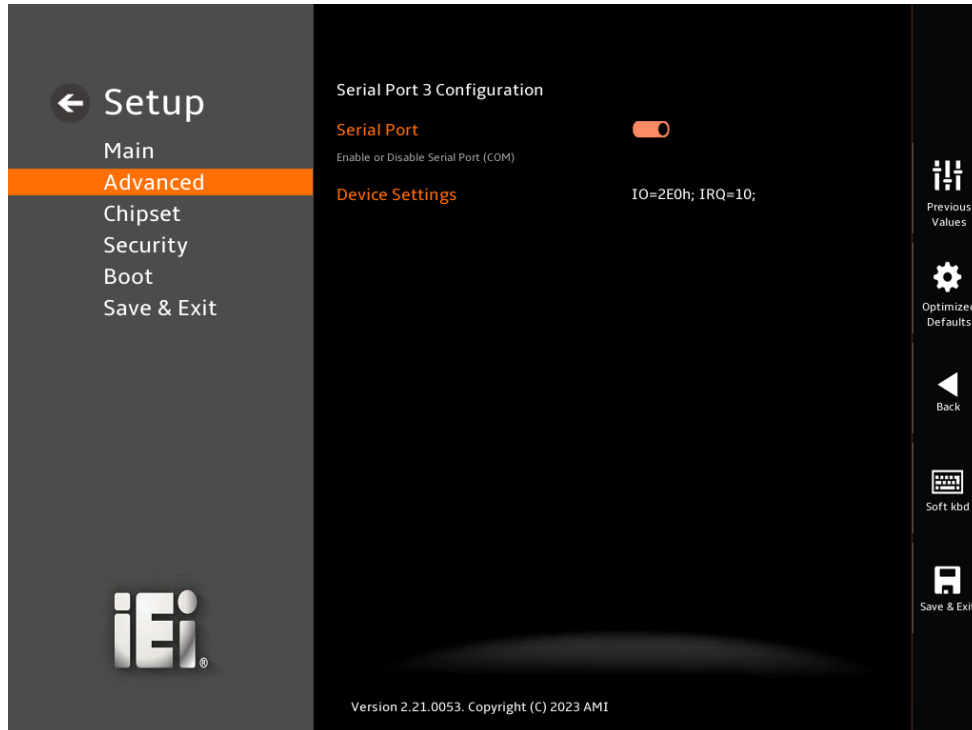 Setup
Main
Advanced
Chipset
Security
Boot
Save & Exit
iEi®
Serial Port 3 Configuration
Serial Port
Enable or Disable Serial Port (COM)
Device Settings
IO=2E0h; IRQ=10;
Version 2.21.0053. Copyright (C) 2023 AMI
Previous
Values
Optimized
Defaults
Back
Soft kbd
Save & Exit